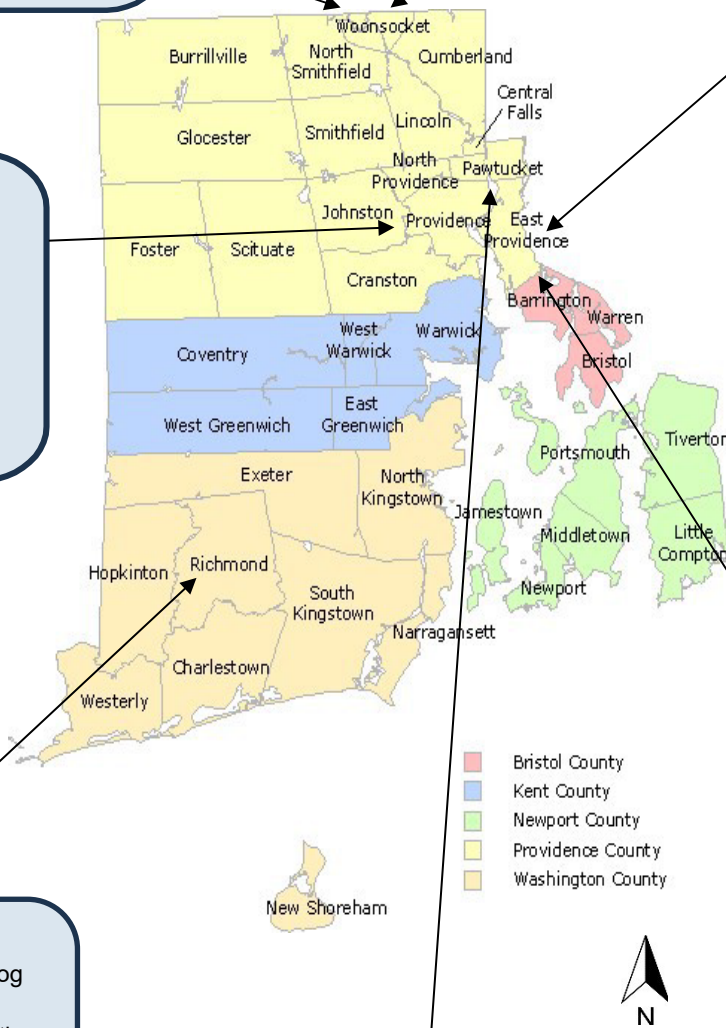 Woonsocket
Burrillville
North
Smithfield
Cumberland
Central
Falls
Glocester
Smithfield
Lincoln
North
Providence
Pawtucket
Johnston
Providence
East
Providence
Foster
Scituate
Cranston
Barrington
Warren
Bristol
Coventry
West
Warwick
Warwick
West Greenwich
East
Greenwich
Portsmouth
Tiverton
Exeter
North
Kingstown
Jamestown
Middletown
Little
Compton
Hopkinton
Richmond
South
Kingstown
Newport
Narragansett
Charlestown
Westerly
Bristol County
Kent County
Newport County
Providence County
Washington County
New Shoreham
og
N